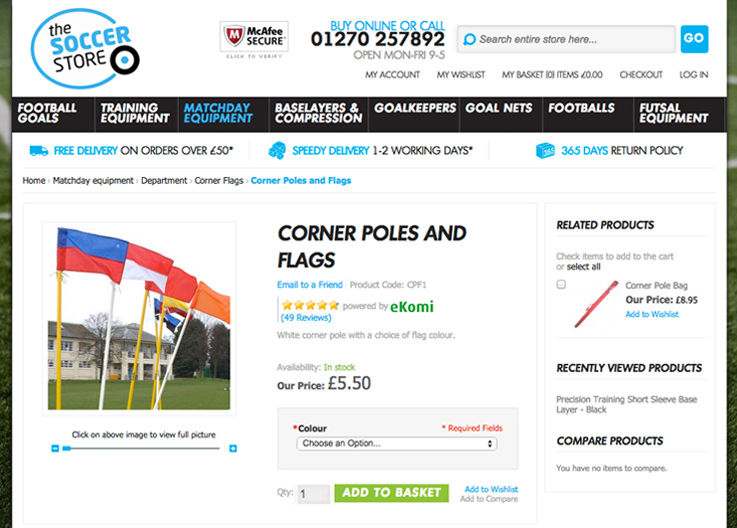 the
SOCCER
STORE
McAfee
SECURE
CLICK TO VERIFY
BUY ONLINE OR CALL
01270 257892
OPEN MON-FRI 9-5
Search entire store here...
GO
MY ACCOUNT MY WISHLIST MY BASKET (0) ITEMS £0.00 CHECKOUT LOG IN
FOOTBALL
GOALS
TRAINING
EQUIPMENT
MATCHDAY
EQUIPMENT
BASELAYERS &
COMPRESSION
GOALKEEPERS
GOAL NETS
FOOTBALLS
FUTSAL
EQUIPMENT
FREE DELIVERY ON ORDERS OVER £50*
SPEEDY DELIVERY 1-2 WORKING DAYS*
365 DAYS RETURN POLICY
Home › Matchday equipment › Department › Corner Flags › Corner Poles and Flags
Click on above image to view full picture
CORNER POLES AND
FLAGS
Email to a Friend Product Code: CPF1
powered by eKomi
(49 Reviews)
White corner pole with a choice of flag colour.
Availability: In stock
Our Price: £5.50
*Colour * Required Fields
Choose an Option...
Qty: 1 ADD TO BASKET
Add to Wishlist
Add to Compare
RELATED PRODUCTS
Check items to add to the cart
or select all
Corner Pole Bag
Our Price: £8.95
Add to Wishlist
RECENTLY VIEWED PRODUCTS
Precision Training Short Sleeve Base
Layer - Black
COMPARE PRODUCTS
You have no items to compare.